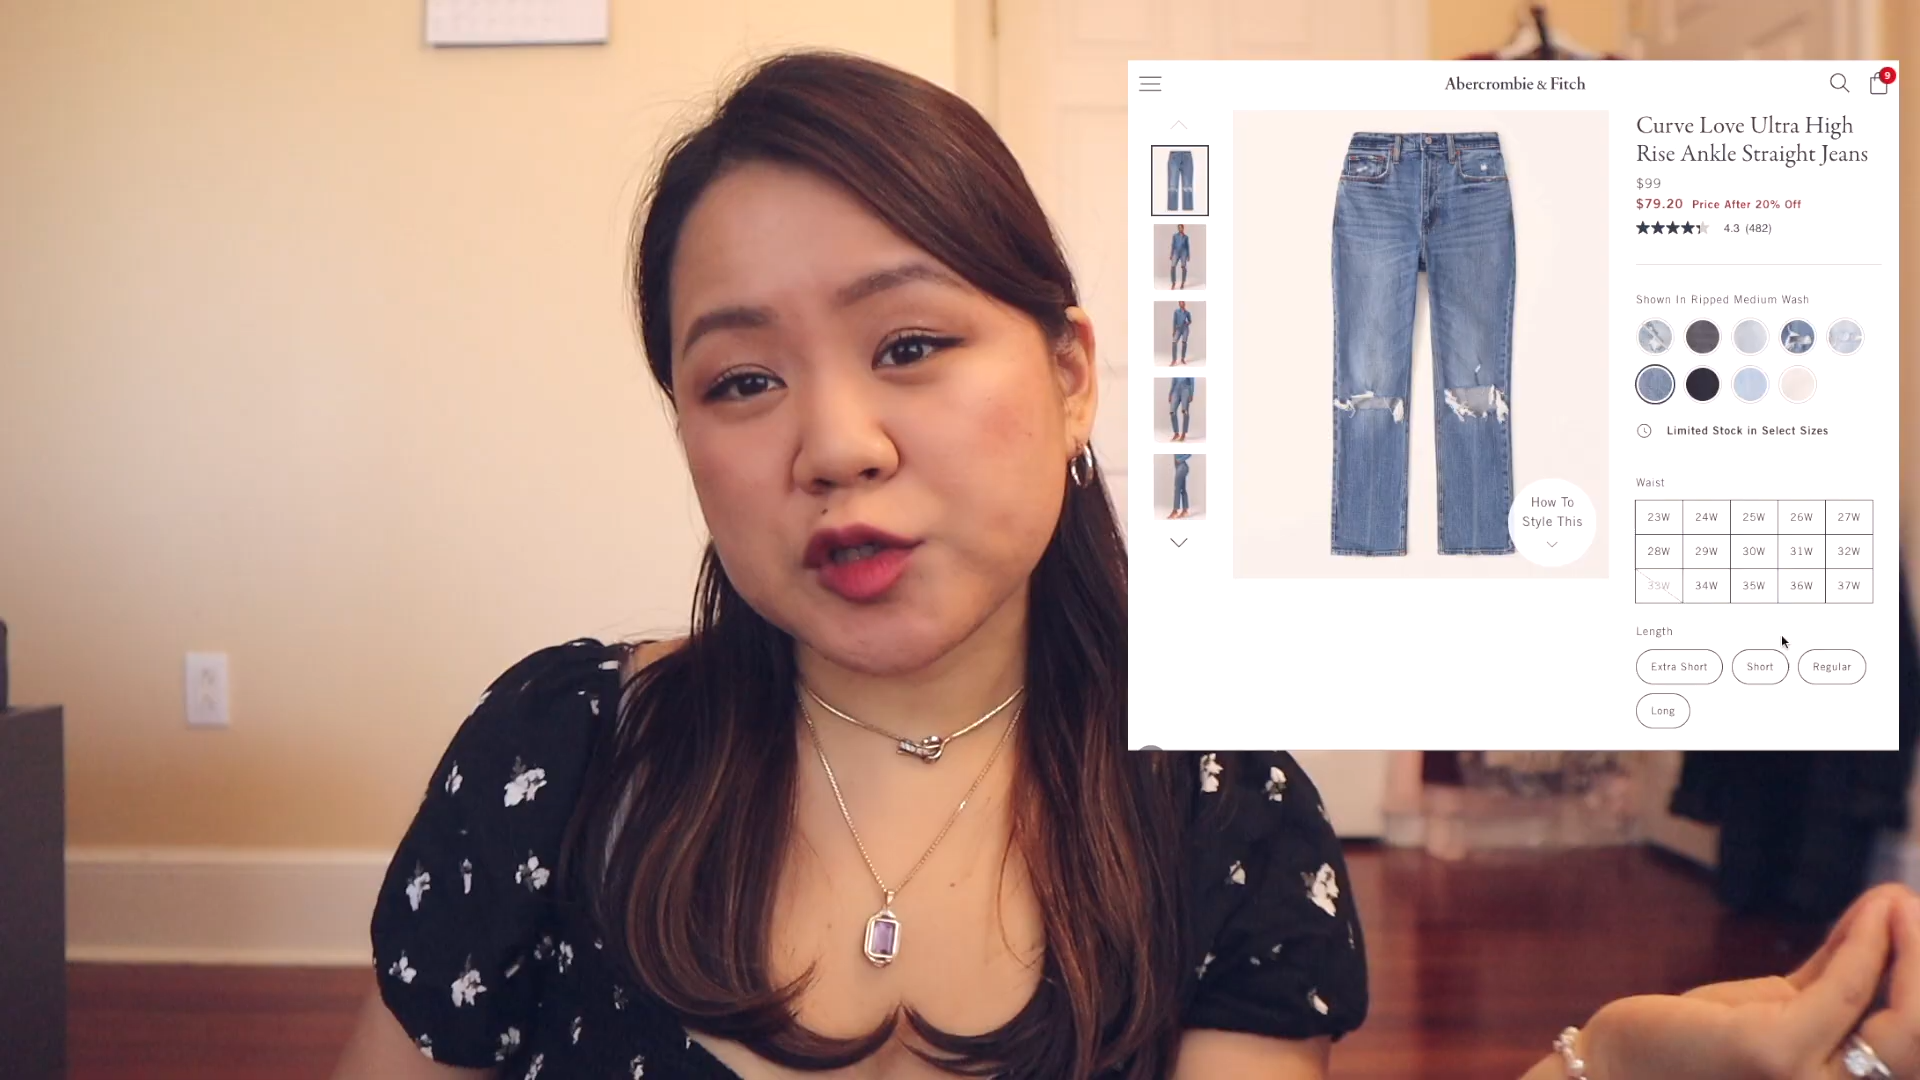 Abercrombie & Fitch
9
Curve Love Ultra High
Rise Ankle Straight Jeans
$99
$79.20 Price After 20% Off
4.3 (482)
Shown In Ripped Medium Wash
Limited Stock in Select Sizes
How To
Style This
Waist
23W 24W 25W 26W 27W
28W 29W 30W 31W 32W
33W 34W 35W 36W 37W
Length
Extra Short Short Regular
Long